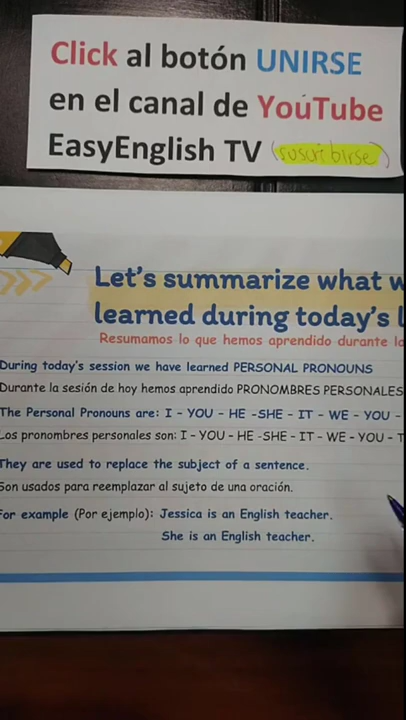 Click al botón UNIRSE
en el canal de YouTube
EasyEnglish TV (suscribirse)
Let's summarize what w
learned during today's l
Resumamos lo que hemos aprendido durante la
During today's session we have learned PERSONAL PRONOUNS
Durante la sesión de hoy hemos aprendido PRONOMBRES PERSONALES
The Personal Pronouns are: I - YOU - HE -SHE - IT - WE - YOU -
Los pronombres personales son: I - YOU - HE -SHE - IT - WE - YOU - T
They are used to replace the subject of a sentence.
Son usados para reemplazar al sujeto de una oración.
For example (Por ejemplo): Jessica is an English teacher.
She is an English teacher.